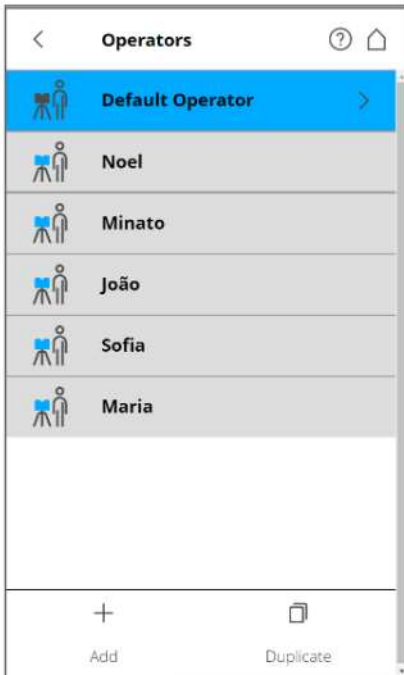 Operators
Default Operator
Noel
Minato
João
Sofia
Maria
Add
Duplicate